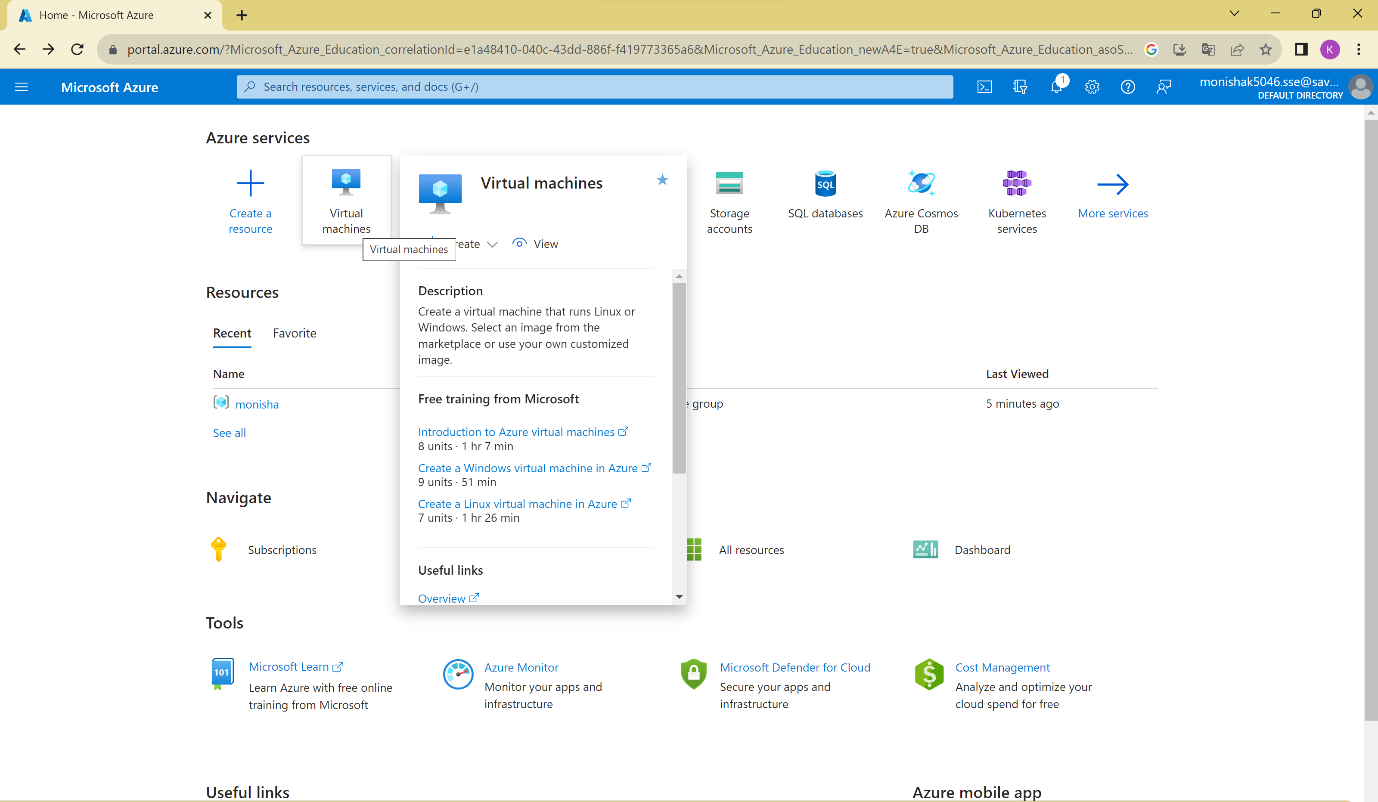 Home - Microsoft Azure
portal.azure.com/?Microsoft_Azure_Education_correlationId=e1a48410-040c-43dd-886f-f419773365a6&Microsoft_Azure_Education_newA4E=true&Microsoft_Azure_Education_asoS...
K
Microsoft Azure
Search resources, services, and docs (G+/)
1
monishak5046.sse@sav...
DEFAULT DIRECTORY
Azure services
Create a
resource
Virtual
machines
Virtual machines
Virtual machines
reate
View
Storage
accounts
SQL
SQL databases
Azure Cosmos
DB
Kubernetes
services
More services
Description
Create a virtual machine that runs Linux or
Windows. Select an image from the
marketplace or use your own customized
image.
Free training from Microsoft
Introduction to Azure virtual machines
8 units · 1 hr 7 min
Create a Windows virtual machine in Azure
9 units · 51 min
Create a Linux virtual machine in Azure
7 units · 1 hr 26 min
Useful links
Overview
Resources
Recent
Favorite
Name
Last Viewed
monisha
group
5 minutes ago
See all
Navigate
Subscriptions
All resources
Dashboard
Tools
101
Microsoft Learn
Learn Azure with free online
training from Microsoft
Azure Monitor
Monitor your apps and
infrastructure
Microsoft Defender for Cloud
Secure your apps and
infrastructure
$
Cost Management
Analyze and optimize your
cloud spend for free
Useful links
Azure mobile app